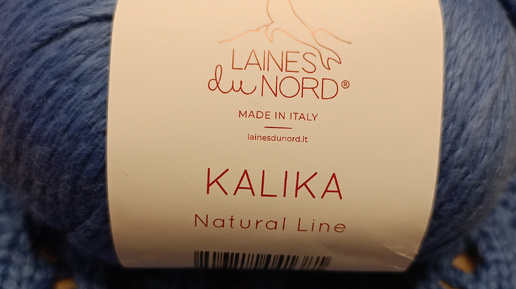 LAINES
du NORD®
MADE IN ITALY
lainesdunord.it
KALIKA
Natural Line